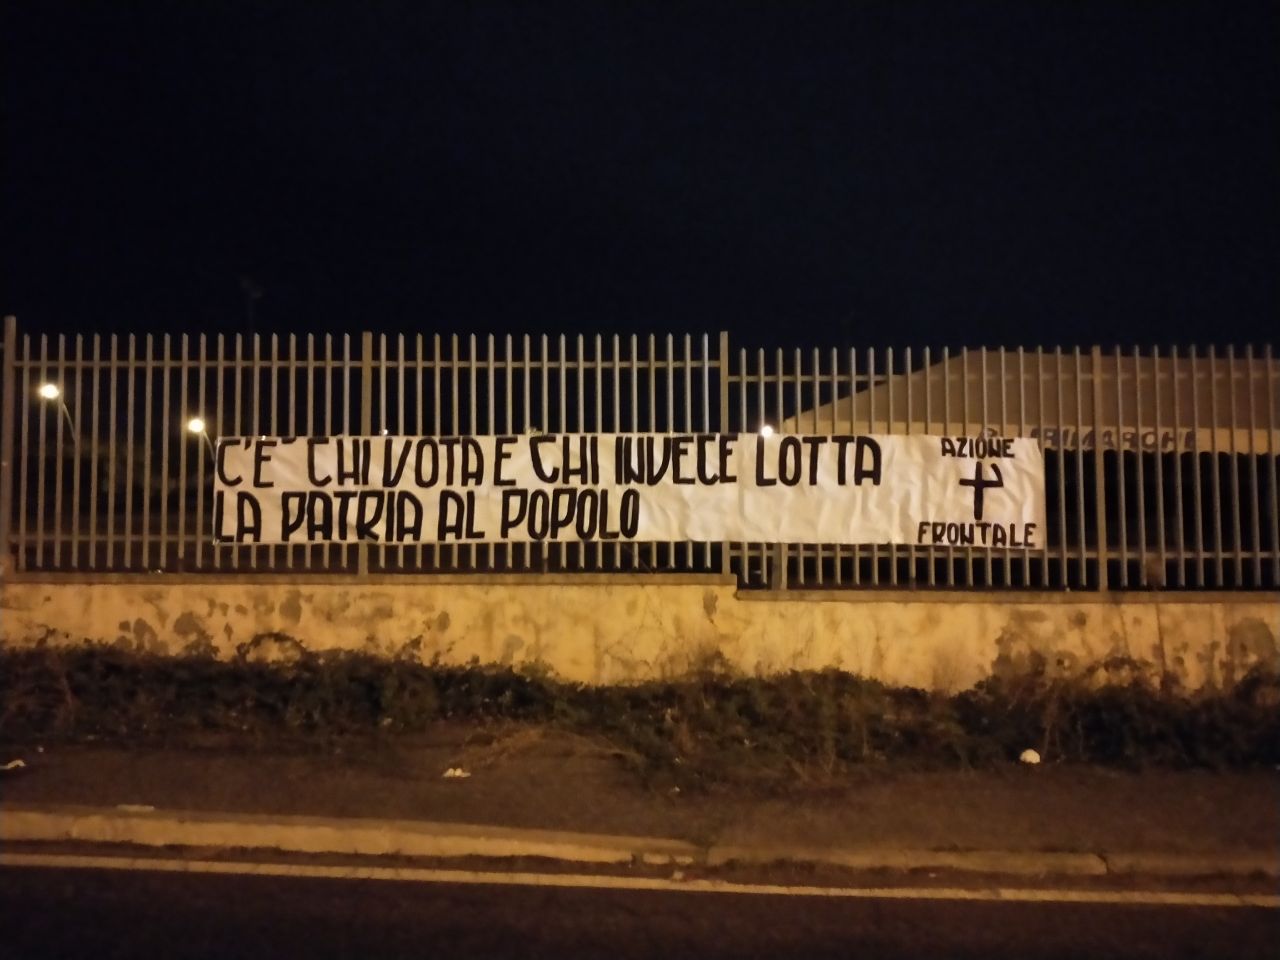 C'E' CHI VOTA E CHI INVECE LOTTA
LA PATRIA AL POPOLO
AZIONE
FRONTALE